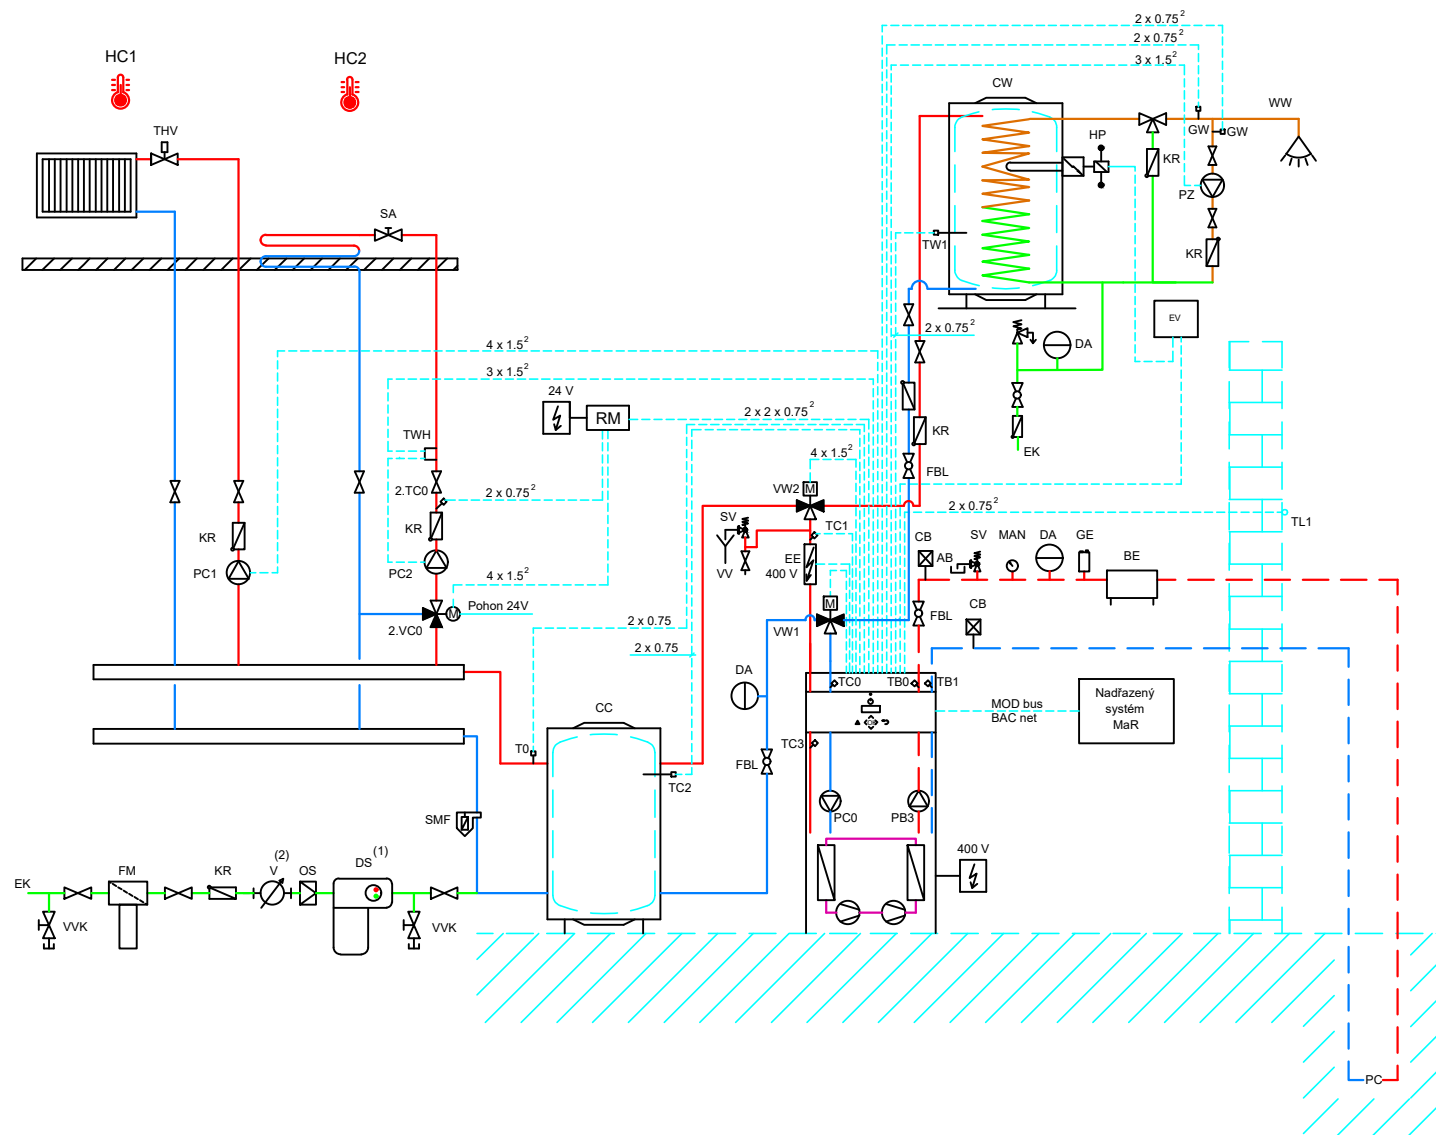 2 x 0.75²
2 x 0.75²
3 x 1.5²
HC1
HC2
CW
WW
THV
HP
GW
GW
KR
PZ
SA
TW1
KR
EV
2 x 0.75²
DA
4 x 1.5²
3 x 1.5²
24 V
RM
2 x 2 x 0.75²
TWH
KR
EK
4 x 1.5²
FBL
2.TC0
2 x 0.75²
VW2
M
2 x 0.75²
TL1
SV
TC1
KR
KR
CB
SV
MAN
DA
GE
BE
AB
EE
400 V
VV
PC1
PC2
4 x 1.5²
M
Pohon 24V
M
CB
FBL
2.VC0
2 x 0.75
VW1
2 x 0.75
DA
TC0
TB0
TB1
MOD bus
BAC net
Nadřazený
systém
MaR
CC
T0
TC3
FBL
TC2
SMF
PC0
PB3
400 V
EK
FM
KR
V
(2)
OS
DS
(1)
VVK
VVK
PC